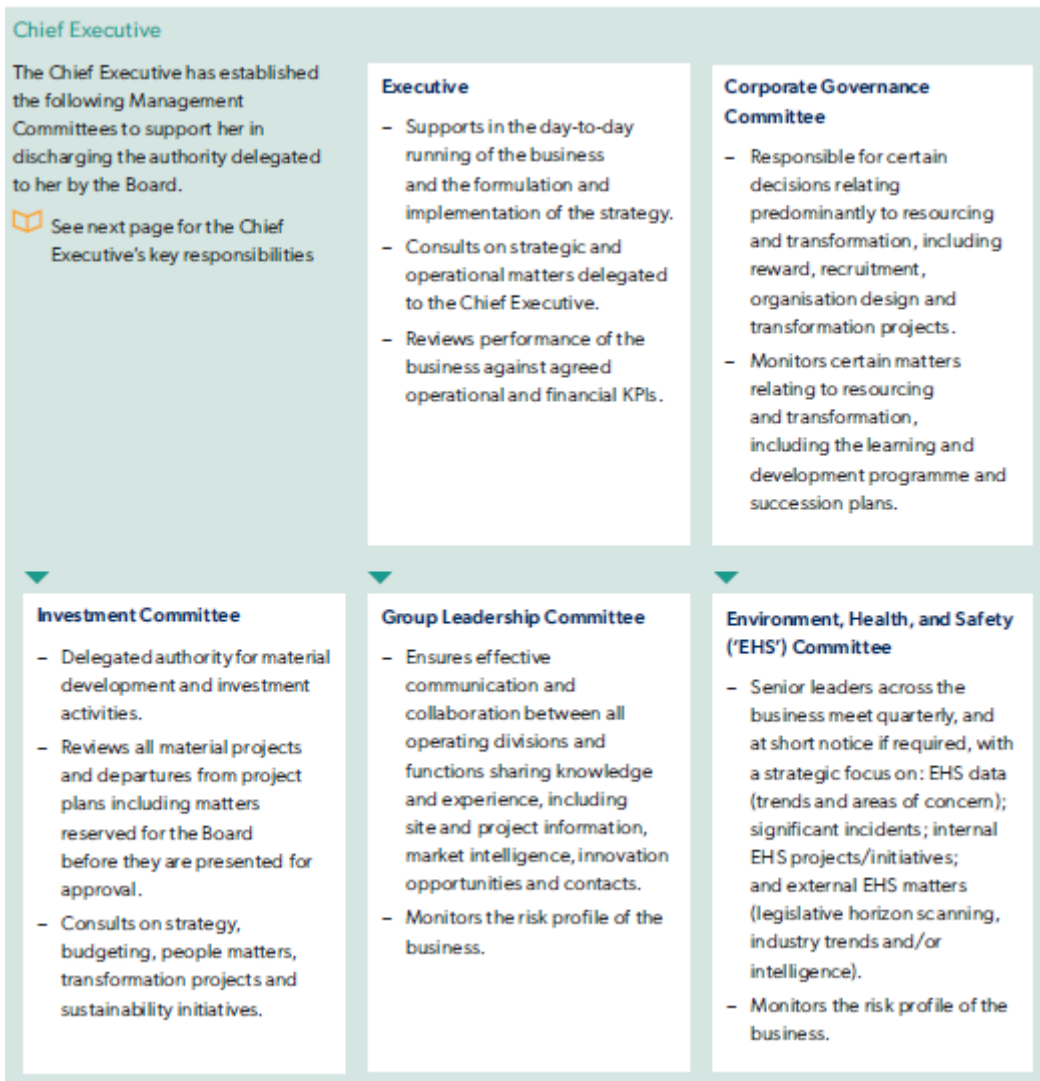 Chief Executive
The Chief Executive has established
the following Management
Committees to support her in
discharging the authority delegated
to her by the Board.
See next page for the Chief
Executive's key responsibilities
Executive
– Supports in the day-to-day
running of the business
and the formulation and
implementation of the strategy.
– Consults on strategic and
operational matters delegated
to the Chief Executive.
– Reviews performance of the
business against agreed
operational and financial KPIs.
Corporate Governance
Committee
– Responsible for certain
decisions relating
predominantly to resourcing
and transformation, including
reward, recruitment,
organisation design and
transformation projects.
– Monitors certain matters
relating to resourcing
and transformation,
including the learning and
development programme and
succession plans.
Investment Committee
– Delegated authority for material
development and investment
activities.
– Reviews all material projects
and departures from project
plans including matters
reserved for the Board
before they are presented for
approval.
– Consults on strategy,
budgeting, people matters,
transformation projects and
sustainability initiatives.
Group Leadership Committee
– Ensures effective
communication and
collaboration between all
operating divisions and
functions sharing knowledge
and experience, including
site and project information,
market intelligence, innovation
opportunities and contacts.
– Monitors the risk profile of the
business.
Environment, Health, and Safety
('EHS') Committee
– Senior leaders across the
business meet quarterly, and
at short notice if required, with
a strategic focus on: EHS data
(trends and areas of concern);
significant incidents; internal
EHS projects/initiatives;
and external EHS matters
(legislative horizon scanning,
industry trends and/or
intelligence).
– Monitors the risk profile of the
business.